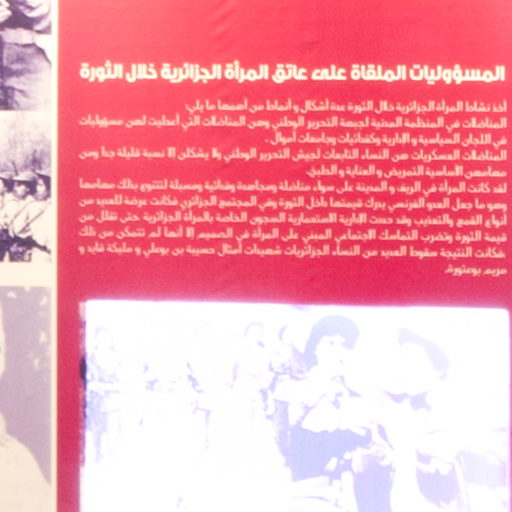 المسؤوليات الملقاة على عاتق المرأة الجزائرية خلال الثورة
أخذ نشاط المرأة الجزائرية خلال الثورة عدة أشكال و أنماط من أهمها ما يلي:
المناضلات في المنظمة المدنية لجبهة التحرير الوطني وهن المناضلات التي أعطيت لهن مسؤوليات
في اللجان السياسية و الإدارية وكفدائيات وجامعات أموال.
المناضلات العسكريات هن النساء التابعات لجيش التحرير الوطني ولا يشكلن إلا نسبة قليلة جدا ومن
مهامهن الأساسية التمريض و العناية و الطبخ.
لقد كانت المرأة في الريف و المدينة على سواء مناضلة ومجاهدة وفدائية ومسبلة لتتنوع بذلك مهامها
وهو ما جعل العدو الفرنسي يدرك قيمتها داخل الثورة وفي المجتمع الجزائري فكانت عرضة للعديد من
أنواع القمع والتعذيب وقد حددت الإدارية الاستعمارية السجون الخاصة بالمرأة الجزائرية حتى تقلل من
قيمة الثورة وتضرب التماسك الاجتماعي المبني على المرأة في الصميم إلا أنها لم تتمكن من ذلك
فكانت النتيجة سقوط العديد من النساء الجزائريات شهيدات أمثال حسيبة بن بوعلي و مليكة قايد و
مريم بوعتورة.